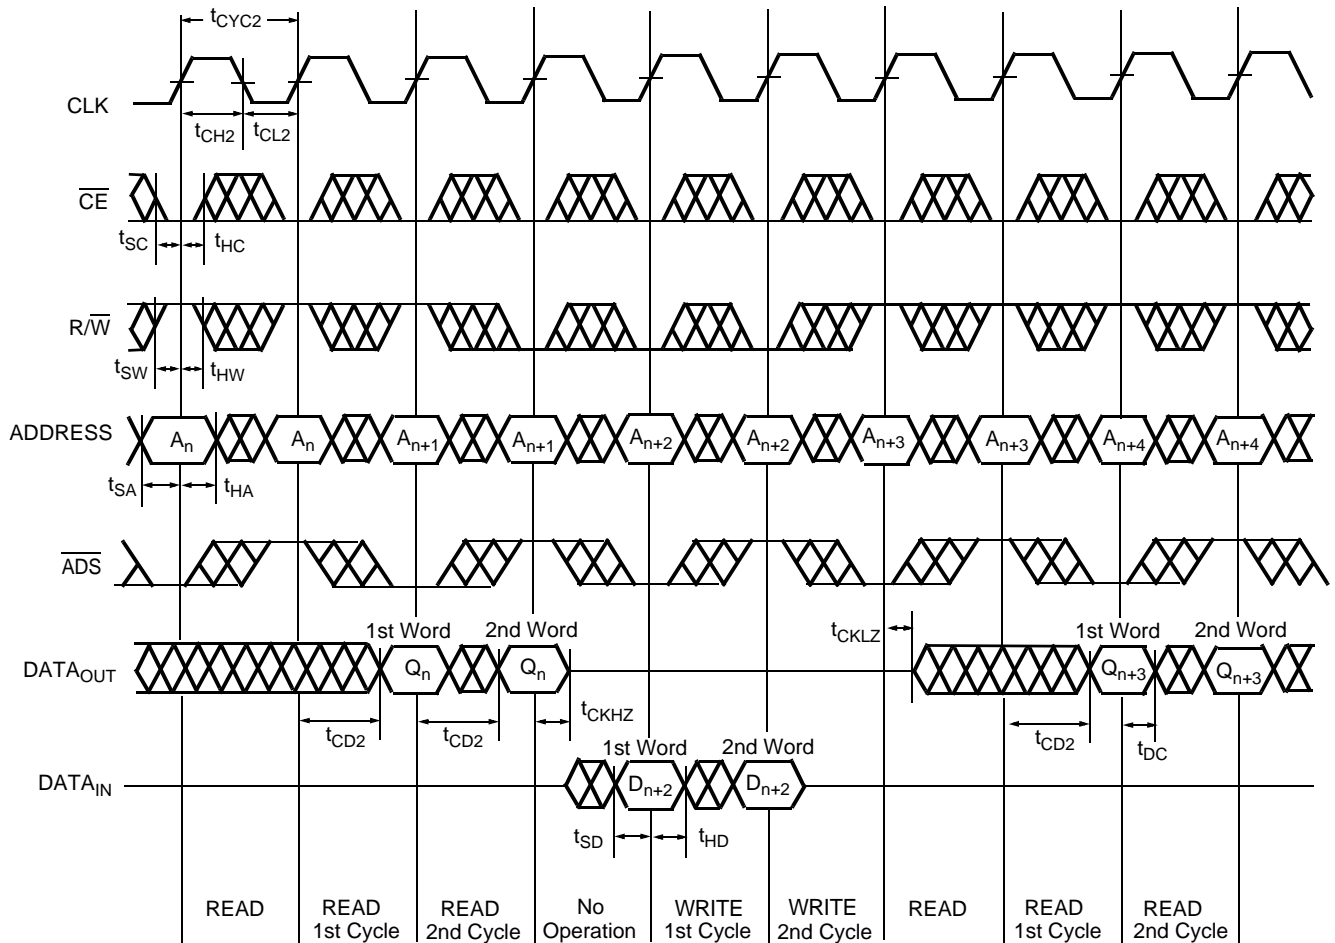 tCYC2
CLK
tCH2 tCL2
CE
tSC tHC
R/W
tSW tHW
ADDRESS An An An+1 An+1 An+2 An+2 An+3 An+3 An+4 An+4
tSA tHA
ADS
1st Word 2nd Word tCKLZ 1st Word 2nd Word
DATAOUT Qn Qn Qn+3 Qn+3
tCD2 tCD2 tCKHZ tCD2 tDC
1st Word 2nd Word
DATAIN Dn+2 Dn+2
tSD tHD
READ READ READ No WRITE WRITE READ READ READ
1st Cycle 2nd Cycle Operation 1st Cycle 2nd Cycle 1st Cycle 2nd Cycle